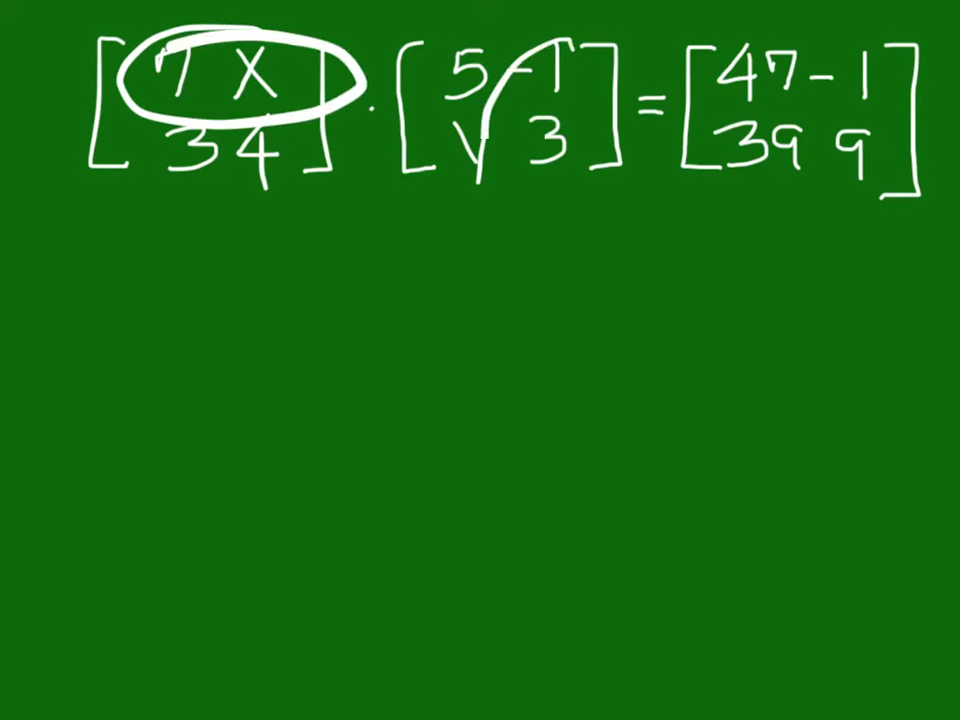 [ 7 X ] . [ 5 -1 ] = [ 47 -1 ]
[ 3 4 ] [ y 3 ] [ 39 9 ]